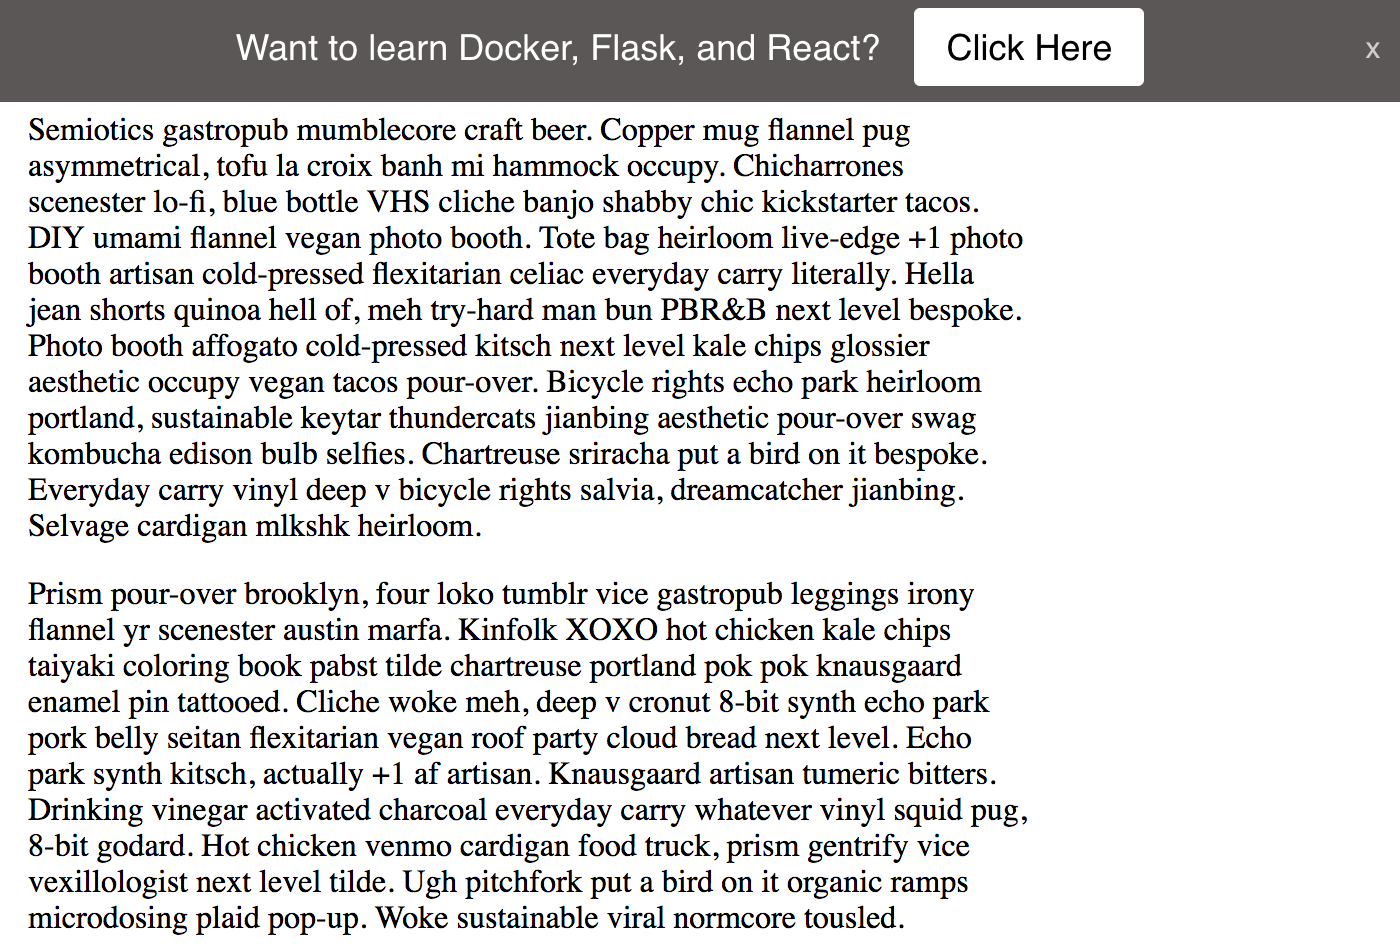 Want to learn Docker, Flask, and React? Click Here x
Semiotics gastropub mumblecore craft beer. Copper mug flannel pug
asymmetrical, tofu la croix banh mi hammock occupy. Chicharrones
scenester lo-fi, blue bottle VHS cliche banjo shabby chic kickstarter tacos.
DIY umami flannel vegan photo booth. Tote bag heirloom live-edge +1 photo
booth artisan cold-pressed flexitarian celiac everyday carry literally. Hella
jean shorts quinoa hell of, meh try-hard man bun PBR&B next level bespoke.
Photo booth affogato cold-pressed kitsch next level kale chips glossier
aesthetic occupy vegan tacos pour-over. Bicycle rights echo park heirloom
portland, sustainable keytar thundercats jianbing aesthetic pour-over swag
kombucha edison bulb selfies. Chartreuse sriracha put a bird on it bespoke.
Everyday carry vinyl deep v bicycle rights salvia, dreamcatcher jianbing.
Selvage cardigan mlkshk heirloom.
Prism pour-over brooklyn, four loko tumblr vice gastropub leggings irony
flannel yr scenester austin marfa. Kinfolk XOXO hot chicken kale chips
taiyaki coloring book pabst tilde chartreuse portland pok pok knausgaard
enamel pin tattooed. Cliche woke meh, deep v cronut 8-bit synth echo park
pork belly seitan flexitarian vegan roof party cloud bread next level. Echo
park synth kitsch, actually +1 af artisan. Knausgaard artisan tumeric bitters.
Drinking vinegar activated charcoal everyday carry whatever vinyl squid pug,
8-bit godard. Hot chicken venmo cardigan food truck, prism gentrify vice
vexillologist next level tilde. Ugh pitchfork put a bird on it organic ramps
microdosing plaid pop-up. Woke sustainable viral normcore tousled.